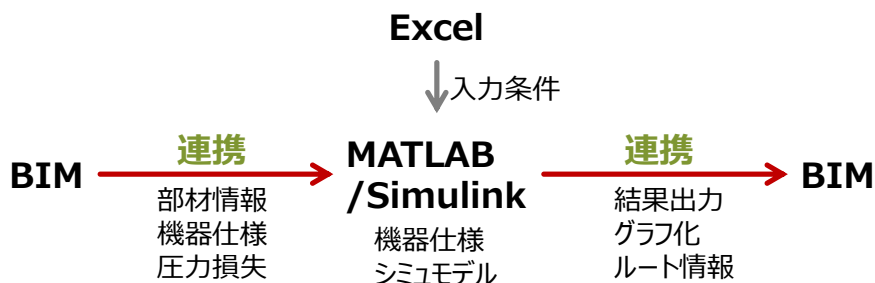 Excel
入力条件
連携
連携
BIM
MATLAB
/Simulink
BIM
部材情報
機器仕様
圧力損失
機器仕様
シミュモデル
結果出力
グラフ化
ルート情報